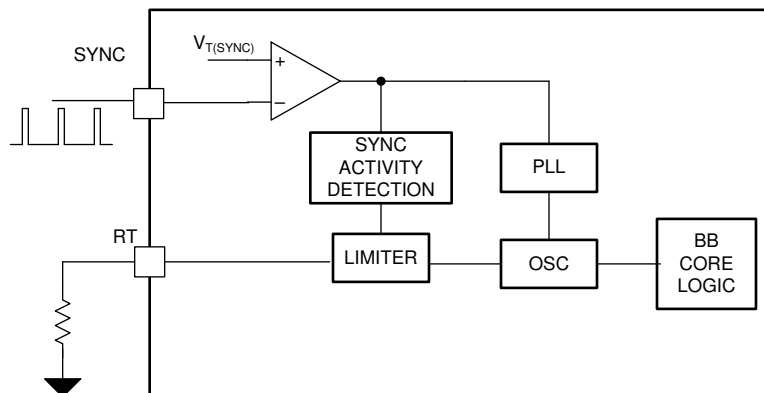 V_T(SYNC)
SYNC
+
−
SYNC
ACTIVITY
DETECTION
PLL
RT
LIMITER
OSC
BB
CORE
LOGIC